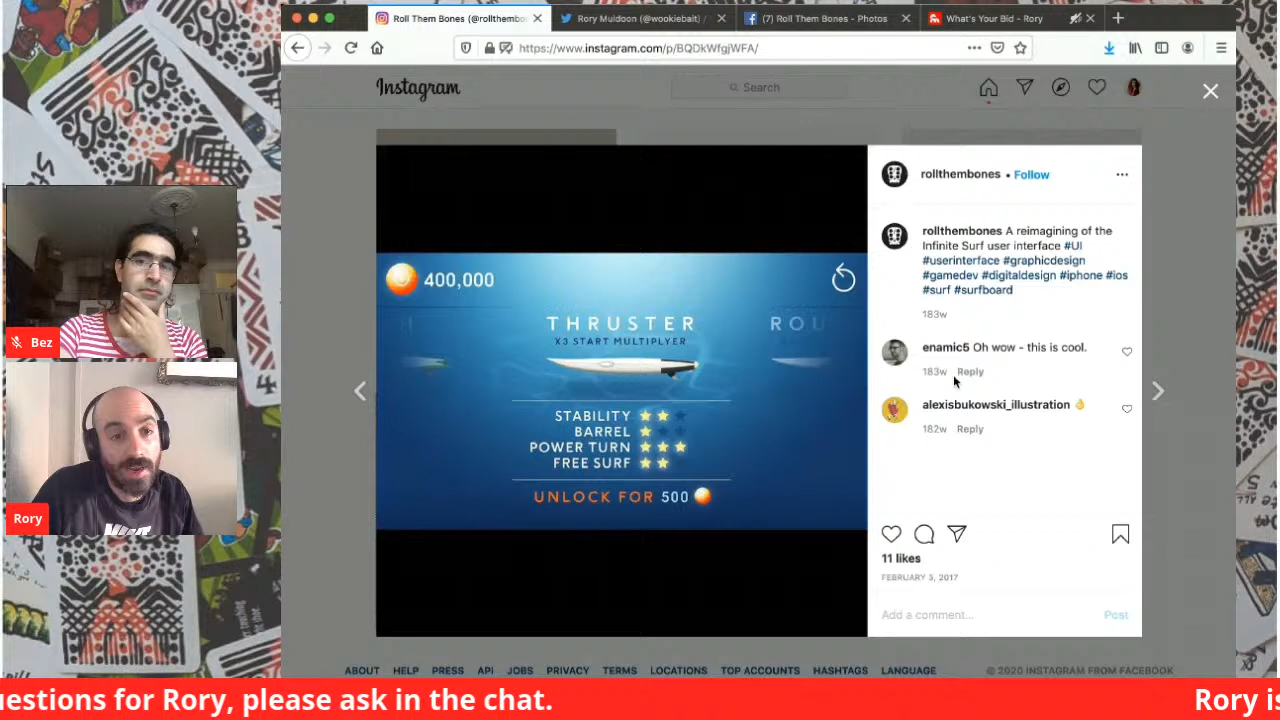 Roll Them Bones (@rollthembo
Rory Muldoon (@wookiebait) /
(7) Roll Them Bones - Photos
What's Your Bid - Rory
https://www.instagram.com/p/BQDkWfgjWFA/
Instagram
Search
rollthembones • Follow
400,000
THRUSTER
X3 START MULTIPLYER
ROU
STABILITY
BARREL
POWER TURN
FREE SURF
UNLOCK FOR 500
rollthembones A reimagining of the
Infinite Surf user interface #UI
#userinterface #graphicdesign
#gamedev #digitaldesign #iphone #ios
#surf #surfboard
183w
enamic5 Oh wow - this is cool.
183w Reply
alexisbukowski_illustration 👌
182w Reply
11 likes
FEBRUARY 3, 2017
Add a comment... Post
ABOUT HELP PRESS API JOBS PRIVACY TERMS LOCATIONS TOP ACCOUNTS HASHTAGS LANGUAGE © 2020 INSTAGRAM FROM FACEBOOK
Bez
Rory
uestions for Rory, please ask in the chat. Rory is